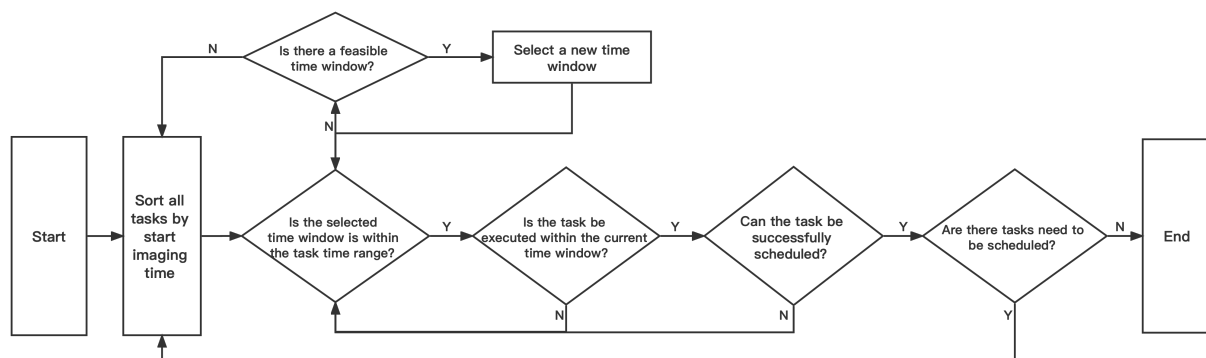 N
Is there a feasible
time window?
Y
Select a new time
window
N
Start
Sort all
tasks by
start
imaging
time
Is the selected
time window is within
the task time range?
Y
Is the task be
executed within the current
time window?
Y
Can the task be
successfully
scheduled?
Y
Are there tasks need to
be scheduled?
N
End
N
N
Y